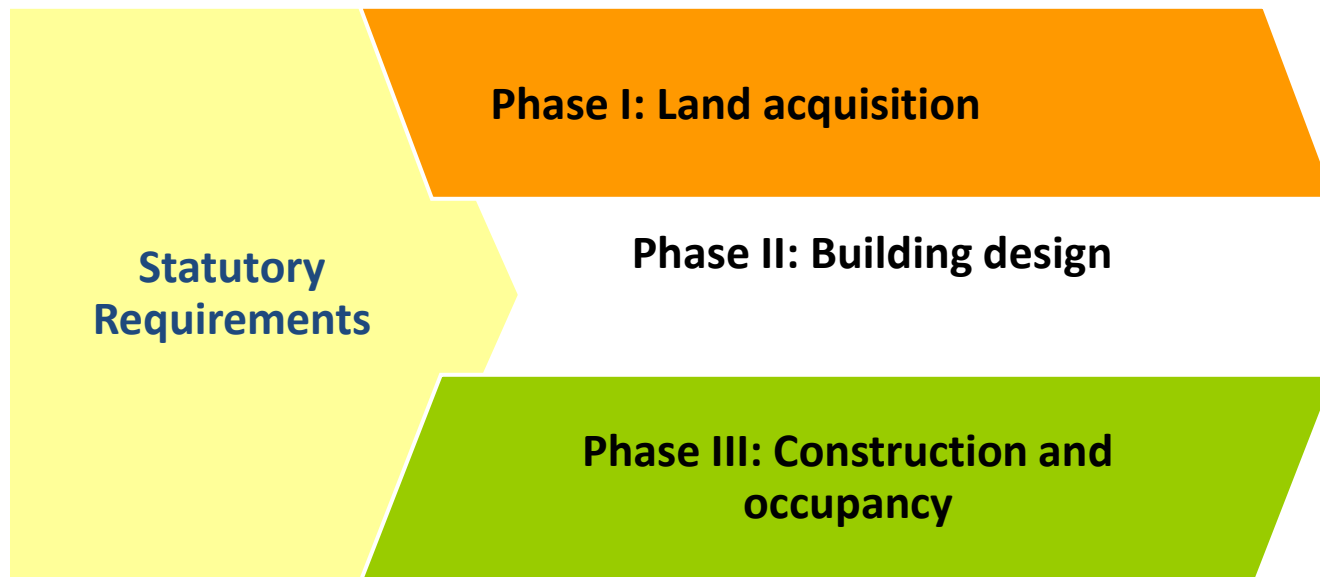 Phase I: Land acquisition
Statutory
Requirements
Phase II: Building design
Phase III: Construction and
occupancy